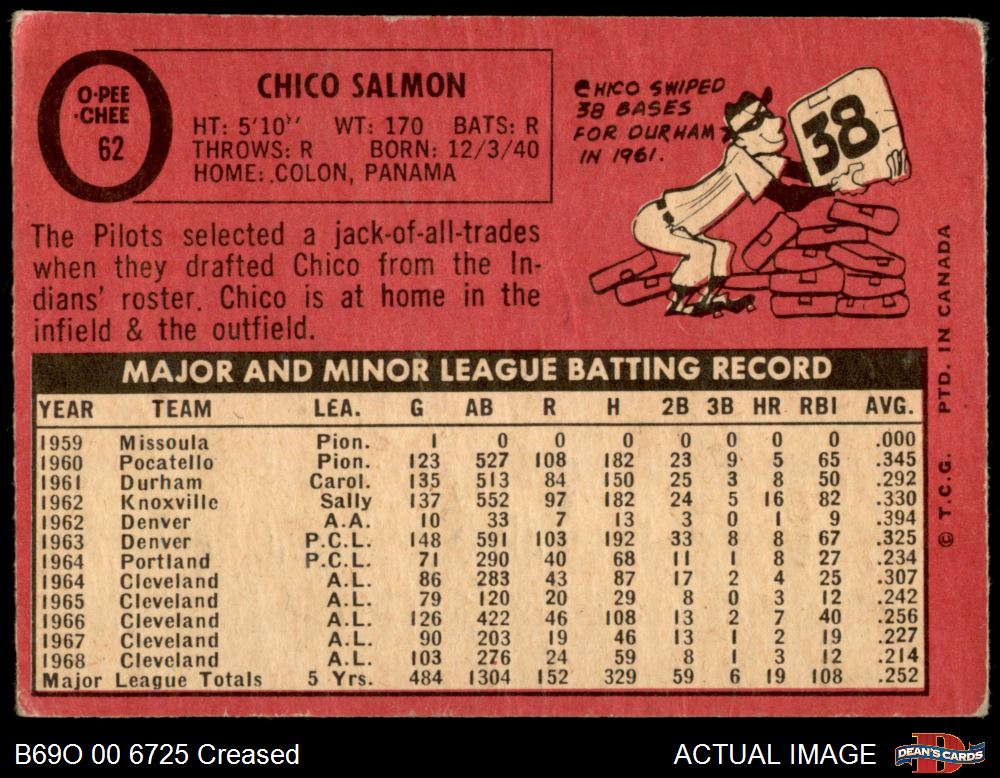 O-PEE
-CHEE
62
CHICO SALMON
HT: 5'10" WT: 170 BATS: R
THROWS: R BORN: 12/3/40
HOME: COLON, PANAMA
CHICO SWIPED
38 BASES
FOR DURHAM
IN 1961.
38
The Pilots selected a jack-of-all-trades
when they drafted Chico from the In-
dians' roster. Chico is at home in the
infield & the outfield.
MAJOR AND MINOR LEAGUE BATTING RECORD
YEAR TEAM LEA. G AB R H 2B 3B HR RBI AVG.
1959 Missoula Pion. 1 0 0 0 0 0 0 0 .000
1960 Pocatello Pion. 123 527 108 182 23 9 5 65 .345
1961 Durham Carol. 135 513 84 150 25 3 8 50 .292
1962 Knoxville Sally 137 552 97 182 24 5 16 82 .330
1962 Denver A.A. 10 33 7 13 3 0 1 9 .394
1963 Denver P.C.L. 148 591 103 192 33 8 8 67 .325
1964 Portland P.C.L. 71 290 40 68 11 1 8 27 .234
1964 Cleveland A.L. 86 283 43 87 17 2 4 25 .307
1965 Cleveland A.L. 79 120 20 29 8 0 3 12 .242
1966 Cleveland A.L. 126 422 46 108 13 2 7 40 .256
1967 Cleveland A.L. 90 203 19 46 13 1 2 19 .227
1968 Cleveland A.L. 103 276 24 59 8 1 3 12 .214
Major League Totals 5 Yrs. 484 1304 152 329 59 6 19 108 .252
© T.C.G. PTD. IN CANADA
B69O 00 6725 Creased
ACTUAL IMAGE
DEAN'S CARDS